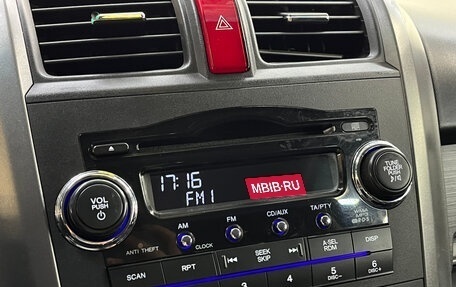 17:16
FM1
MBIB.RU
VOL
PUSH
TUNE
FOLDER
PUSH
AM
FM
CD/AUX
TA/PTY
CLOCK
ANTI THEFT
SCAN
RPT
SEEK
SKIP
A.SEL
RDM
DISP
3
4
5
DISC-
6
DISC+